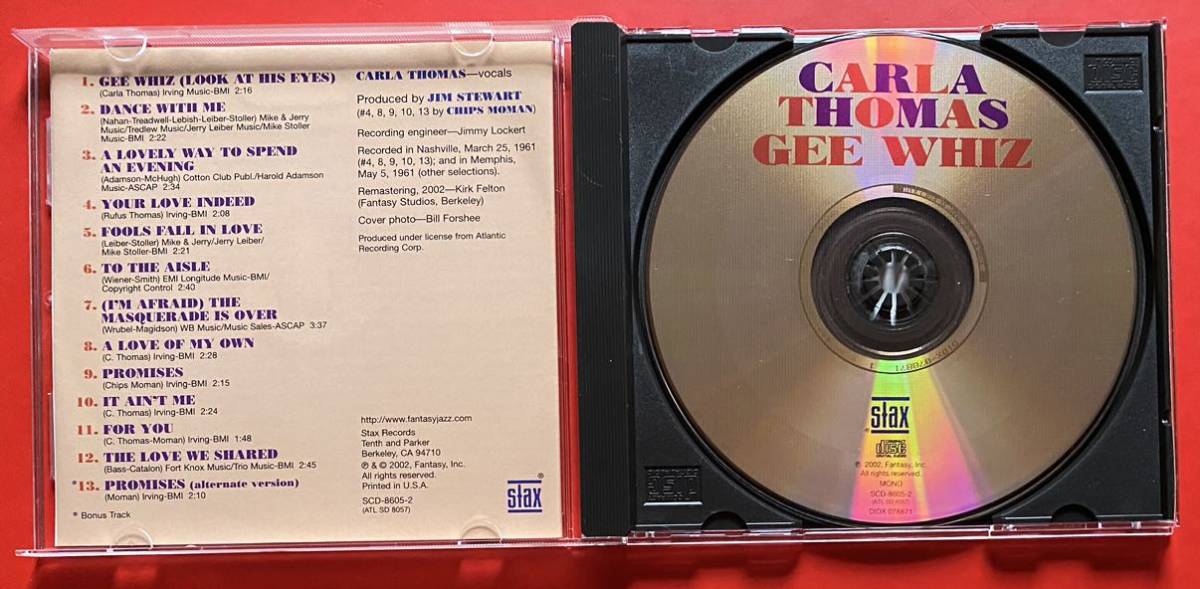 1. GEE WHIZ (LOOK AT HIS EYES)
(Carla Thomas) Irving Music-BMI 2:16
2. DANCE WITH ME
(Nahan-Treadwell-Lebish-Leiber-Stoller) Mike & Jerry
Music/Tredlew Music/Jerry Leiber Music/Mike Stoller
Music-BMI 2:22
3. A LOVELY WAY TO SPEND
AN EVENING
(Adamson-McHugh) Cotton Club Publ./Harold Adamson
Music-ASCAP 2:34
4. YOUR LOVE INDEED
(Rufus Thomas) Irving-BMI 2:08
5. FOOLS FALL IN LOVE
(Leiber-Stoller) Mike & Jerry/Jerry Leiber/
Mike Stoller-BMI 2:21
6. TO THE AISLE
(Wiener-Smith) EMI Longitude Music-BMI/
Copyright Control 2:40
7. (I'M AFRAID) THE
MASQUERADE IS OVER
(Wrubel-Magidson) WB Music/Music Sales-ASCAP 3:37
8. A LOVE OF MY OWN
(C. Thomas) Irving-BMI 2:28
9. PROMISES
(Chips Moman) Irving-BMI 2:15
10. IT AIN'T ME
(C. Thomas) Irving-BMI 2:24
11. FOR YOU
(C. Thomas-Moman) Irving-BMI 1:48
12. THE LOVE WE SHARED
(Bass-Catalon) Fort Knox Music/Trio Music-BMI 2:45
*13. PROMISES (alternate version)
(Moman) Irving-BMI 2:10
* Bonus Track
CARLA THOMAS—vocals
Produced by JIM STEWART
(#4, 8, 9, 10, 13 by CHIPS MOMAN)
Recording engineer—Jimmy Lockert
Recorded in Nashville, March 25, 1961
(#4, 8, 9, 10, 13); and in Memphis,
May 5, 1961 (other selections).
Remastering, 2002—Kirk Felton
(Fantasy Studios, Berkeley)
Cover photo—Bill Forshee
Produced under license from Atlantic
Recording Corp.
http://www.fantasyjazz.com
Stax Records
Tenth and Parker
Berkeley, CA 94710
℗ & © 2002, Fantasy, Inc.
All rights reserved.
Printed in U.S.A.
SCD-8605-2
(ATL SD 8057)
stax®
CARLA
THOMAS
GEE WHIZ
DIDX-078871 1
stax
℗ 2002, Fantasy, Inc.
All rights reserved.
MONO
SCD-8605-2
(ATL SD 8057)
DIDX 078871